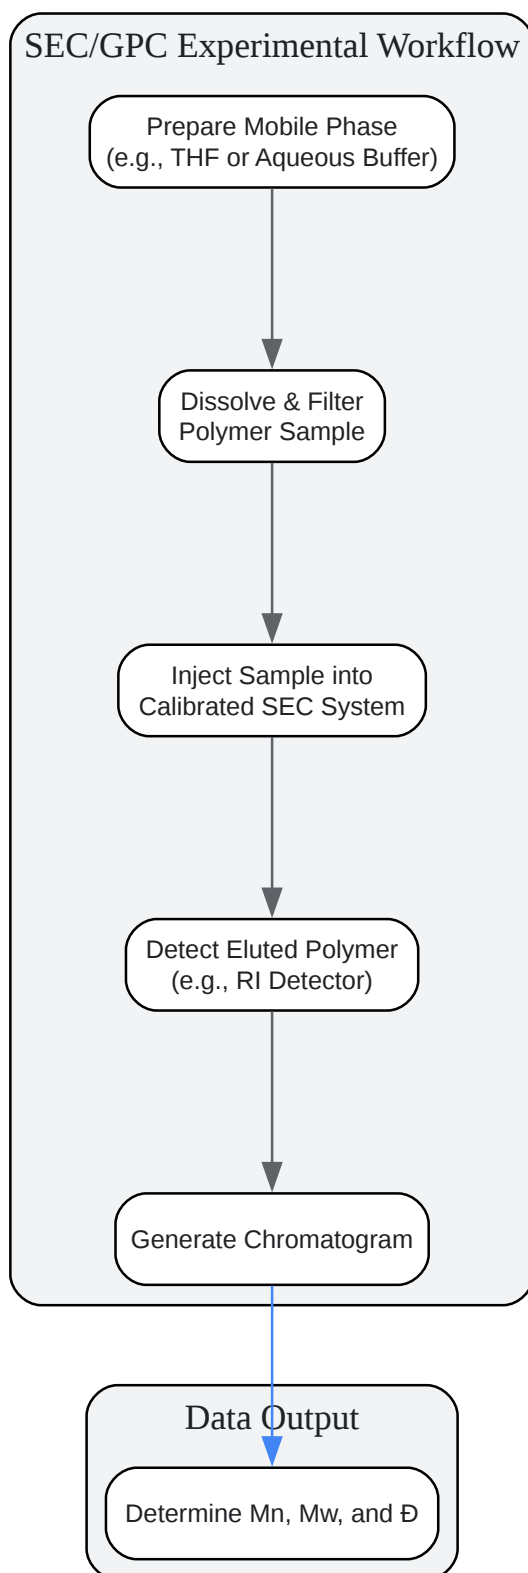 SEC/GPC Experimental Workflow
Prepare Mobile Phase
(e.g., THF or Aqueous Buffer)
Dissolve & Filter
Polymer Sample
Inject Sample into
Calibrated SEC System
Detect Eluted Polymer
(e.g., RI Detector)
Generate Chromatogram
Data Output
Determine Mn, Mw, and Đ